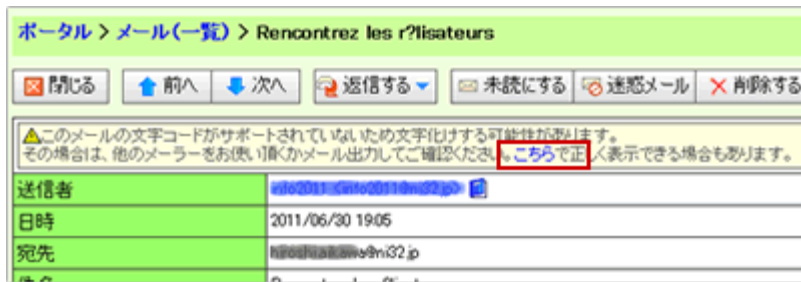 ポータル > メール(一覧) > Rencontrez les r?lisateurs
閉じる 前へ 次へ 返信する 未読にする 迷惑メール 削除する
このメールの文字コードがサポートされていないため文字化けする可能性があります。
その場合は、他のメーラーをお使い頂くかメール出力してご確認ください。こちらで正しく表示できる場合もあります。
送信者
日時 2011/06/30 19:05
宛先